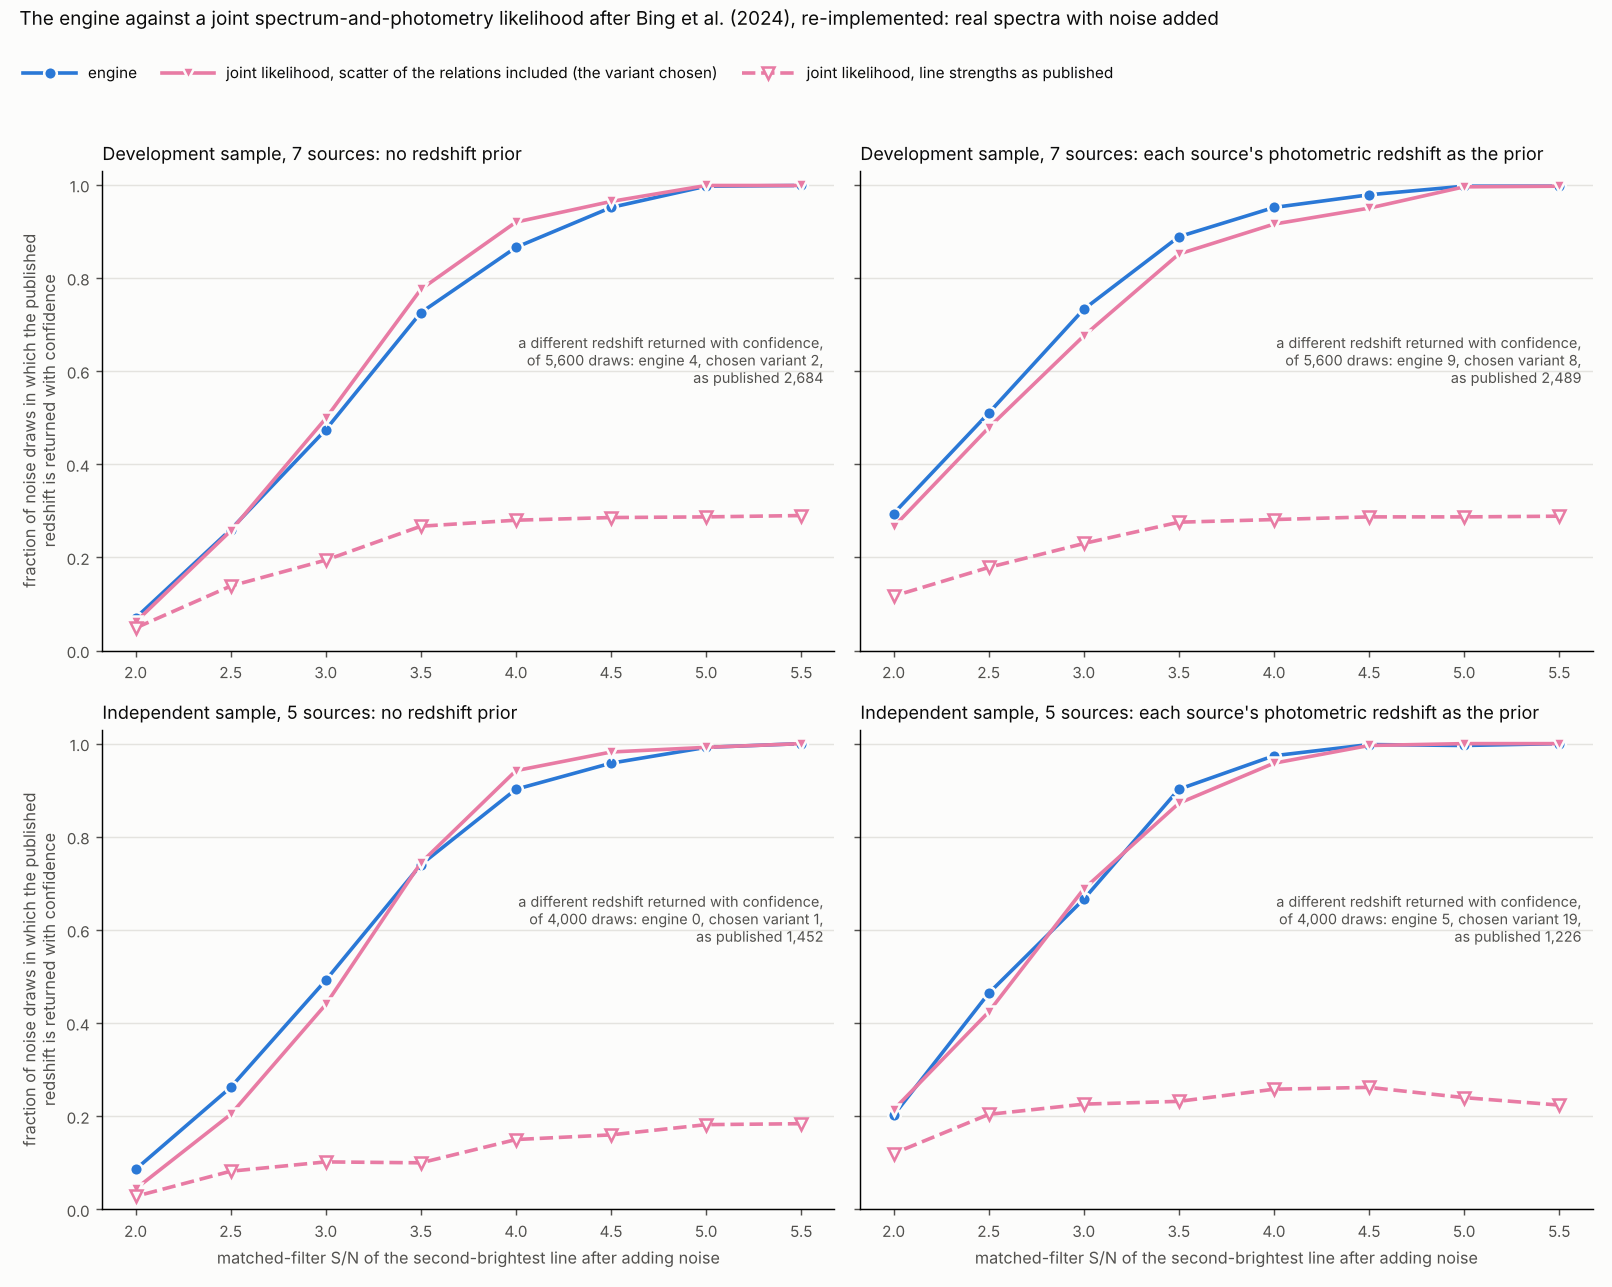 The engine against a joint spectrum-and-photometry likelihood after Bing et al. (2024), re-implemented: real spectra with noise added
engine
joint likelihood, scatter of the relations included (the variant chosen)
joint likelihood, line strengths as published
Development sample, 7 sources: no redshift prior
fraction of noise draws in which the published
redshift is returned with confidence
1.0
0.8
0.6
0.4
0.2
0.0
a different redshift returned with confidence,
of 5,600 draws: engine 4, chosen variant 2,
as published 2,684
2.0 2.5 3.0 3.5 4.0 4.5 5.0 5.5
Development sample, 7 sources: each source's photometric redshift as the prior
a different redshift returned with confidence,
of 5,600 draws: engine 9, chosen variant 8,
as published 2,489
2.0 2.5 3.0 3.5 4.0 4.5 5.0 5.5
Independent sample, 5 sources: no redshift prior
fraction of noise draws in which the published
redshift is returned with confidence
1.0
0.8
0.6
0.4
0.2
0.0
a different redshift returned with confidence,
of 4,000 draws: engine 0, chosen variant 1,
as published 1,452
2.0 2.5 3.0 3.5 4.0 4.5 5.0 5.5
matched-filter S/N of the second-brightest line after adding noise
Independent sample, 5 sources: each source's photometric redshift as the prior
a different redshift returned with confidence,
of 4,000 draws: engine 5, chosen variant 19,
as published 1,226
2.0 2.5 3.0 3.5 4.0 4.5 5.0 5.5
matched-filter S/N of the second-brightest line after adding noise